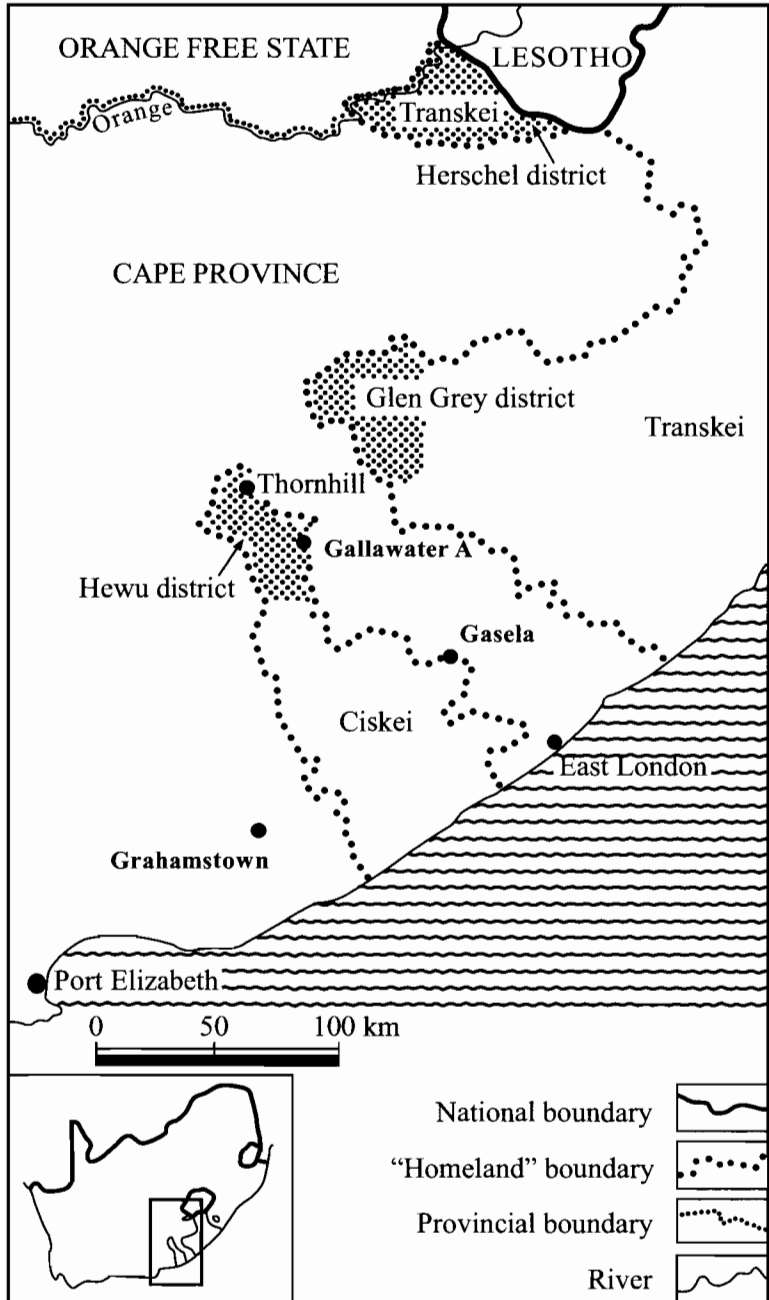 ORANGE FREE STATE
LESOTHO
Orange
Transkei
Herschel district
CAPE PROVINCE
Glen Grey district
Transkei
Thornhill
Gallawater A
Hewu district
Gasela
Ciskei
East London
Grahamstown
Port Elizabeth
0 50 100 km
National boundary
“Homeland” boundary
Provincial boundary
River